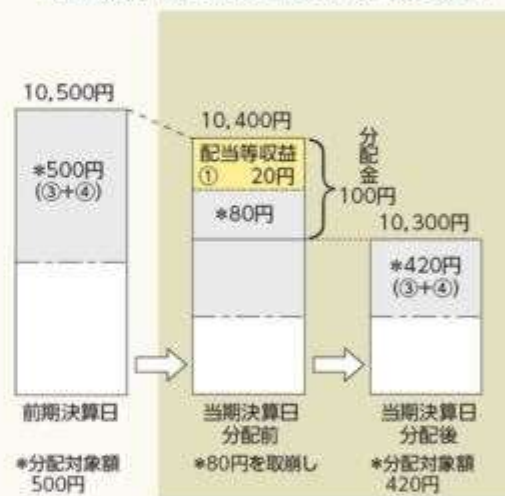 10,500円
*500円
(③+④)
前期決算日
*分配対象額
500円
10,400円
配当等収益
① 20円
*80円
分配金
100円
当期決算日
分配前
*80円を取崩し
10,300円
*420円
(③+④)
当期決算日
分配後
*分配対象額
420円